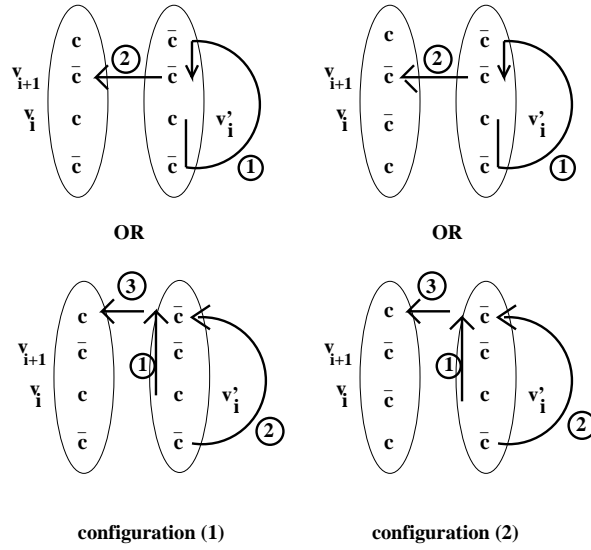 c c̄ c c̄
② ②
v_{i+1} c̄ c̄ v_{i+1} c̄ c̄
v_i c c v'_i v_i c̄ c v'_i
c̄ c̄ ① c c̄ ①
OR OR
③ ③
c c̄ c c̄
v_{i+1} c̄ c̄ v_{i+1} c̄ c̄
① ①
v_i c c v'_i v_i c̄ c v'_i
c̄ c̄ ② c c̄ ②
configuration (1) configuration (2)